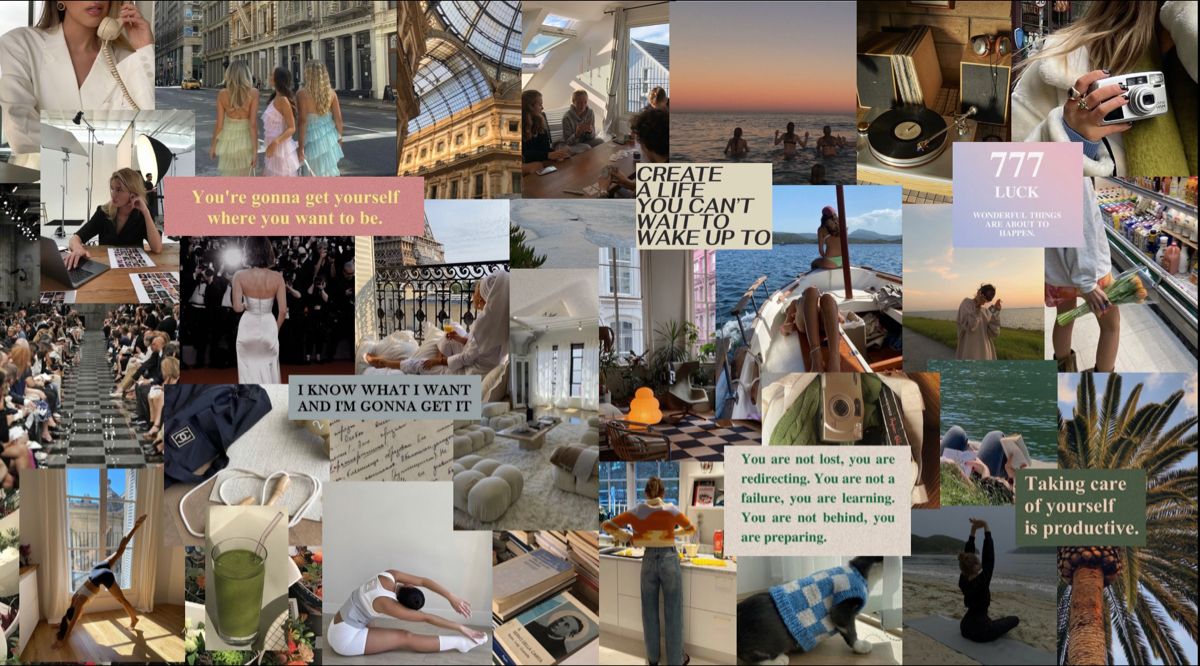 You're gonna get yourself
where you want to be.
CREATE
A LIFE
YOU CAN'T
WAIT TO
WAKE UP TO
777
LUCK
WONDERFUL THINGS
ARE ABOUT TO
HAPPEN.
I KNOW WHAT I WANT
AND I'M GONNA GET IT
You are not lost, you are
redirecting. You are not a
failure, you are learning.
You are not behind, you
are preparing.
Taking care
of yourself
is productive.
CHANEL